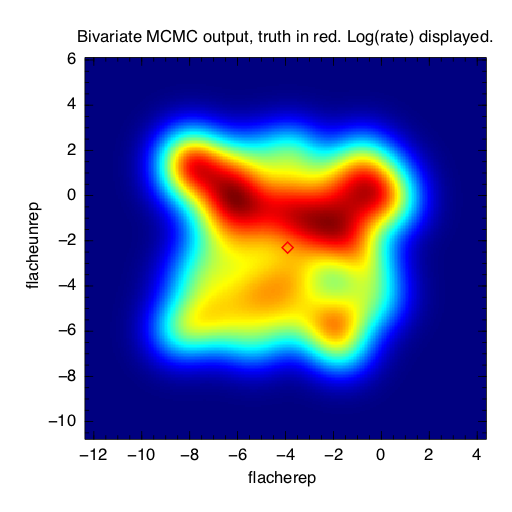 Bivariate MCMC output, truth in red. Log(rate) displayed.
6
4
2
0
−2
−4
−6
−8
−10
flacheunrep
−12 −10 −8 −6 −4 −2 0 2 4
flacherep